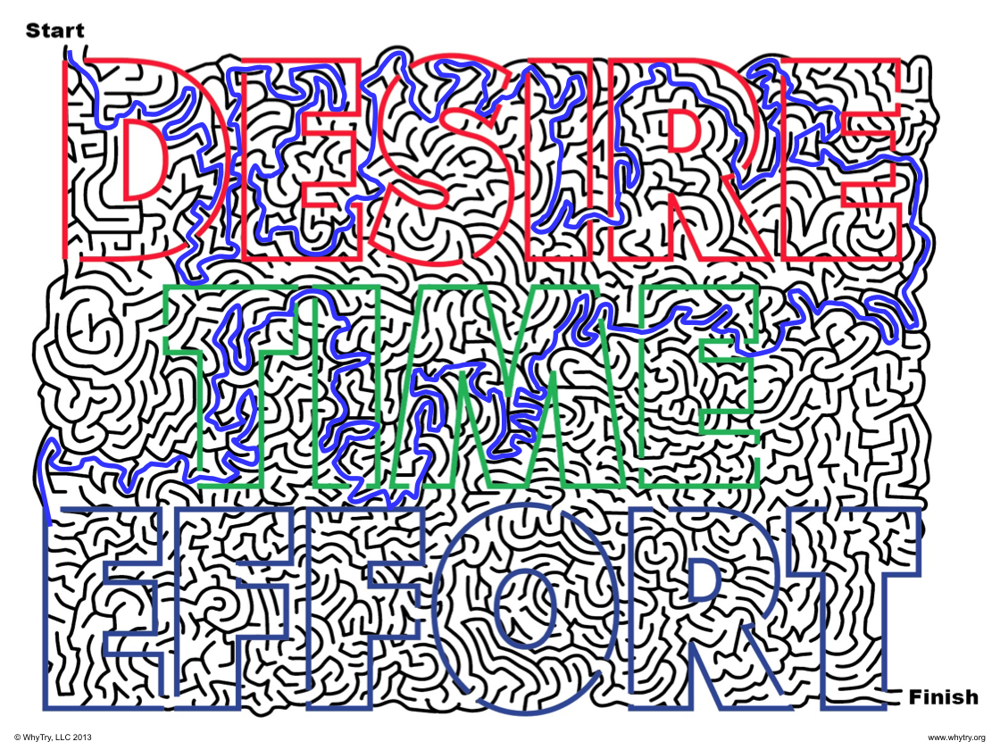 Start
DESIRE
TIME
EFFORT
Finish
© WhyTry, LLC 2013
www.whytry.org